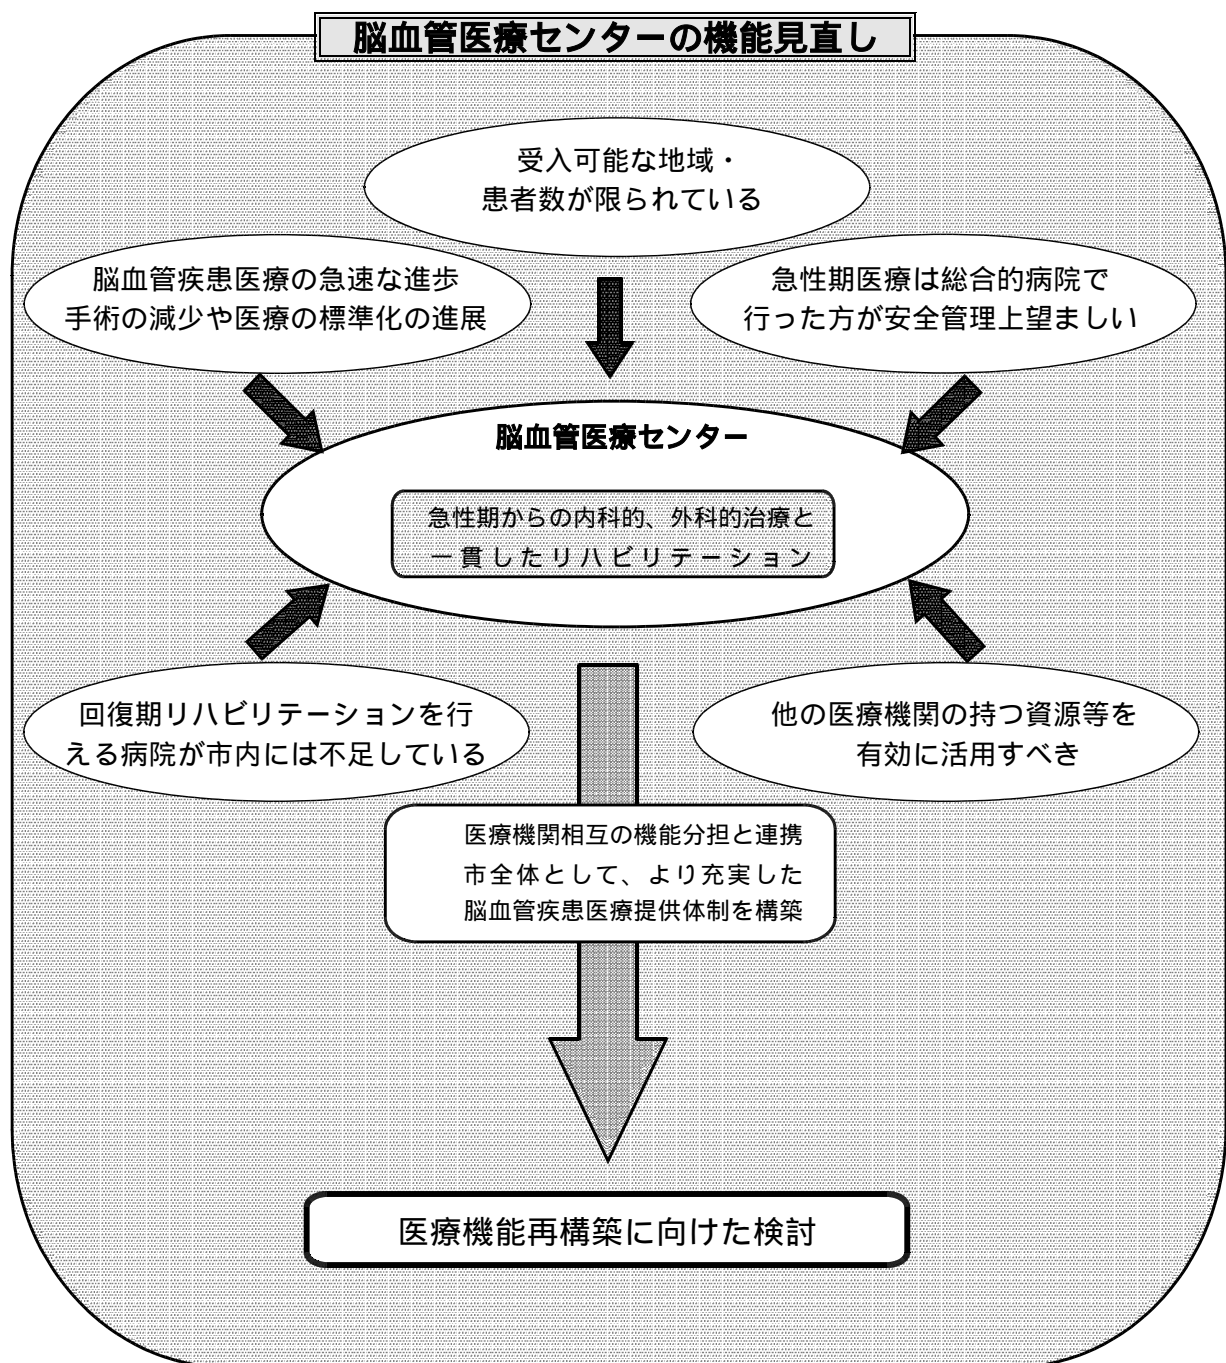 脳血管医療センターの機能見直し
受入可能な地域・
患者数が限られている
脳血管疾患医療の急速な進歩
手術の減少や医療の標準化の進展
急性期医療は総合的病院で
行った方が安全管理上望ましい
脳血管医療センター
急性期からの内科的、外科的治療と
一貫したリハビリテーション
回復期リハビリテーションを行
える病院が市内には不足している
他の医療機関の持つ資源等を
有効に活用すべき
医療機関相互の機能分担と連携
市全体として、より充実した
脳血管疾患医療提供体制を構築
医療機能再構築に向けた検討